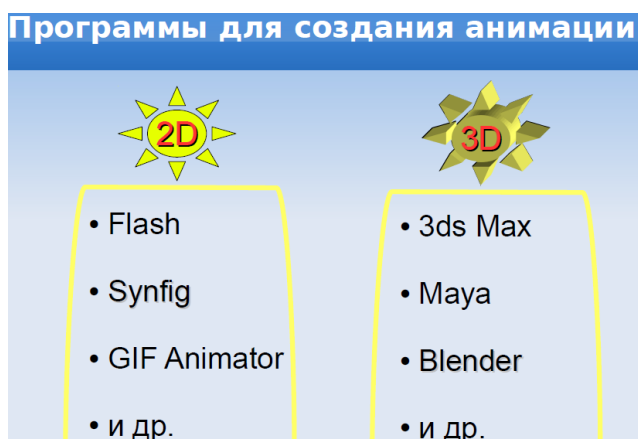 Программы для создания анимации
2D
• Flash
• Synfig
• GIF Animator
• и др.
3D
• 3ds Max
• Maya
• Blender
• и др.